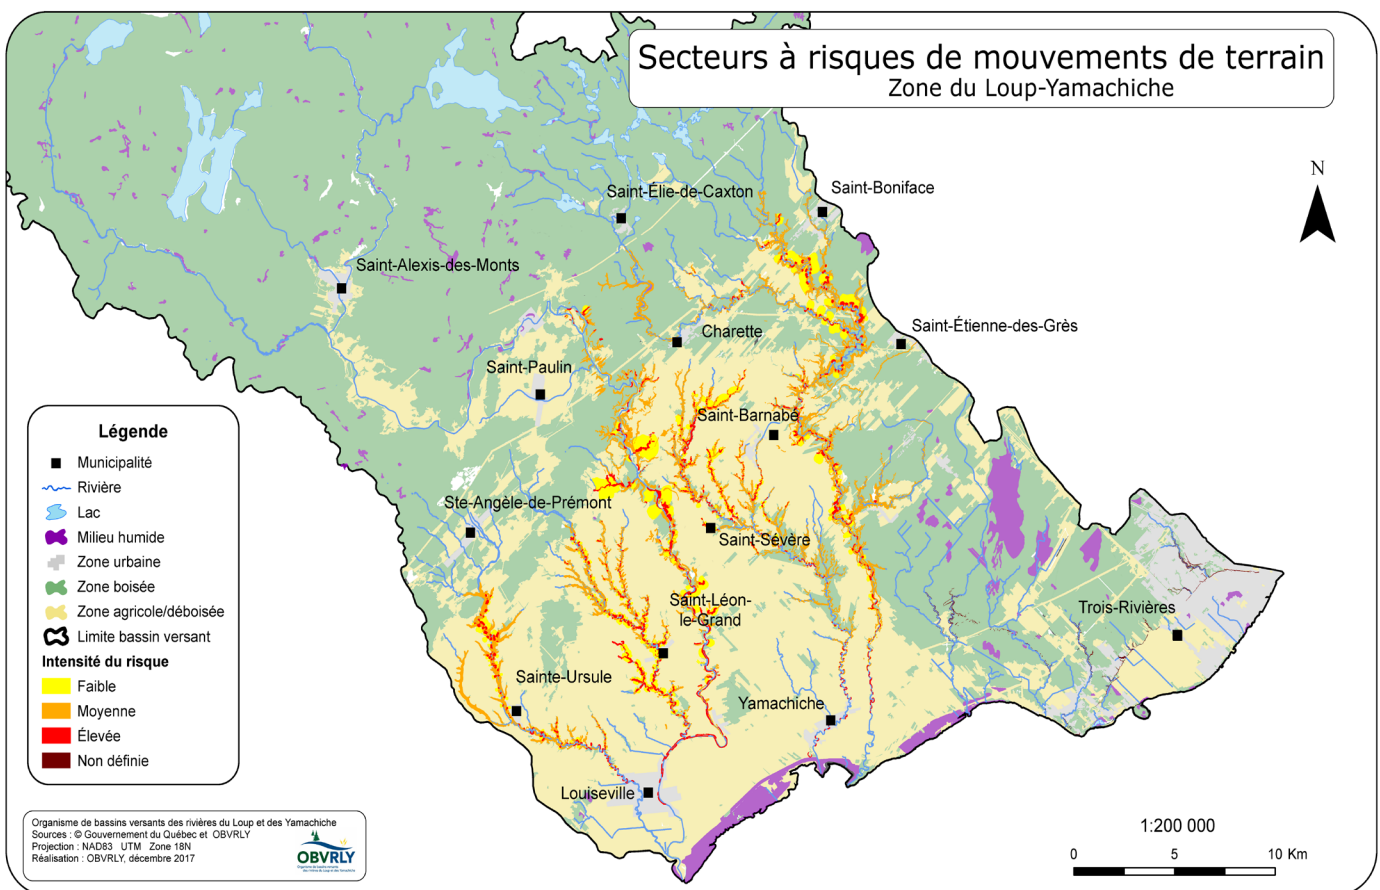 Secteurs à risques de mouvements de terrain
Zone du Loup-Yamachiche
N
Saint-Élie-de-Caxton
Saint-Boniface
Saint-Alexis-des-Monts
Charette
Saint-Étienne-des-Grès
Saint-Paulin
Saint-Barnabé
Ste-Angèle-de-Prémont
Saint-Sévère
Saint-Léon-
le-Grand
Trois-Rivières
Sainte-Ursule
Yamachiche
Louiseville
Légende
Municipalité
Rivière
Lac
Milieu humide
Zone urbaine
Zone boisée
Zone agricole/déboisée
Limite bassin versant
Intensité du risque
Faible
Moyenne
Élevée
Non définie
Organisme de bassins versants des rivières du Loup et des Yamachiche
Sources : © Gouvernement du Québec et OBVRLY
Projection : NAD83 UTM Zone 18N
Réalisation : OBVRLY, décembre 2017
OBVRLY
1:200 000
0 5 10 Km